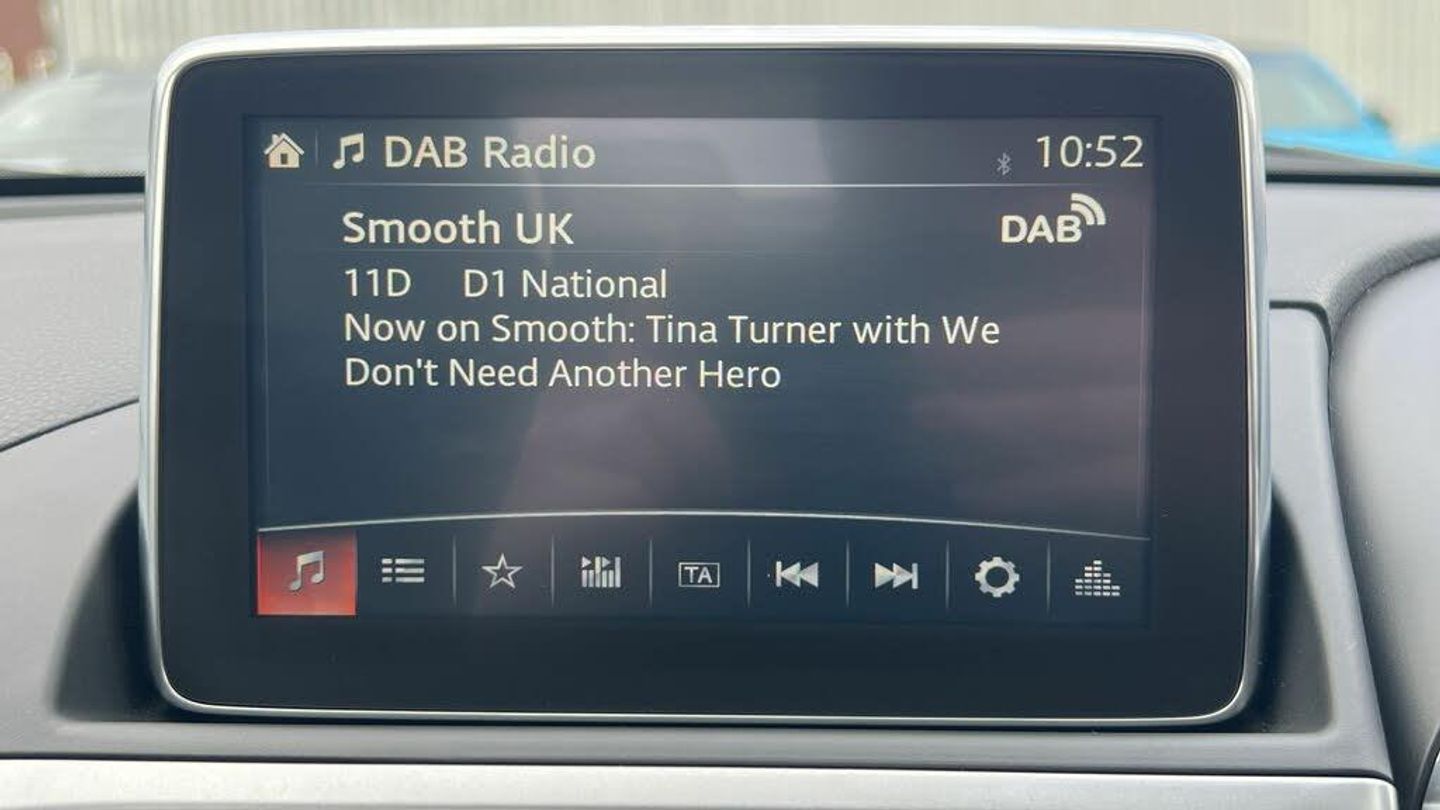 DAB Radio 10:52
Smooth UK DAB
11D D1 National
Now on Smooth: Tina Turner with We
Don't Need Another Hero
TA